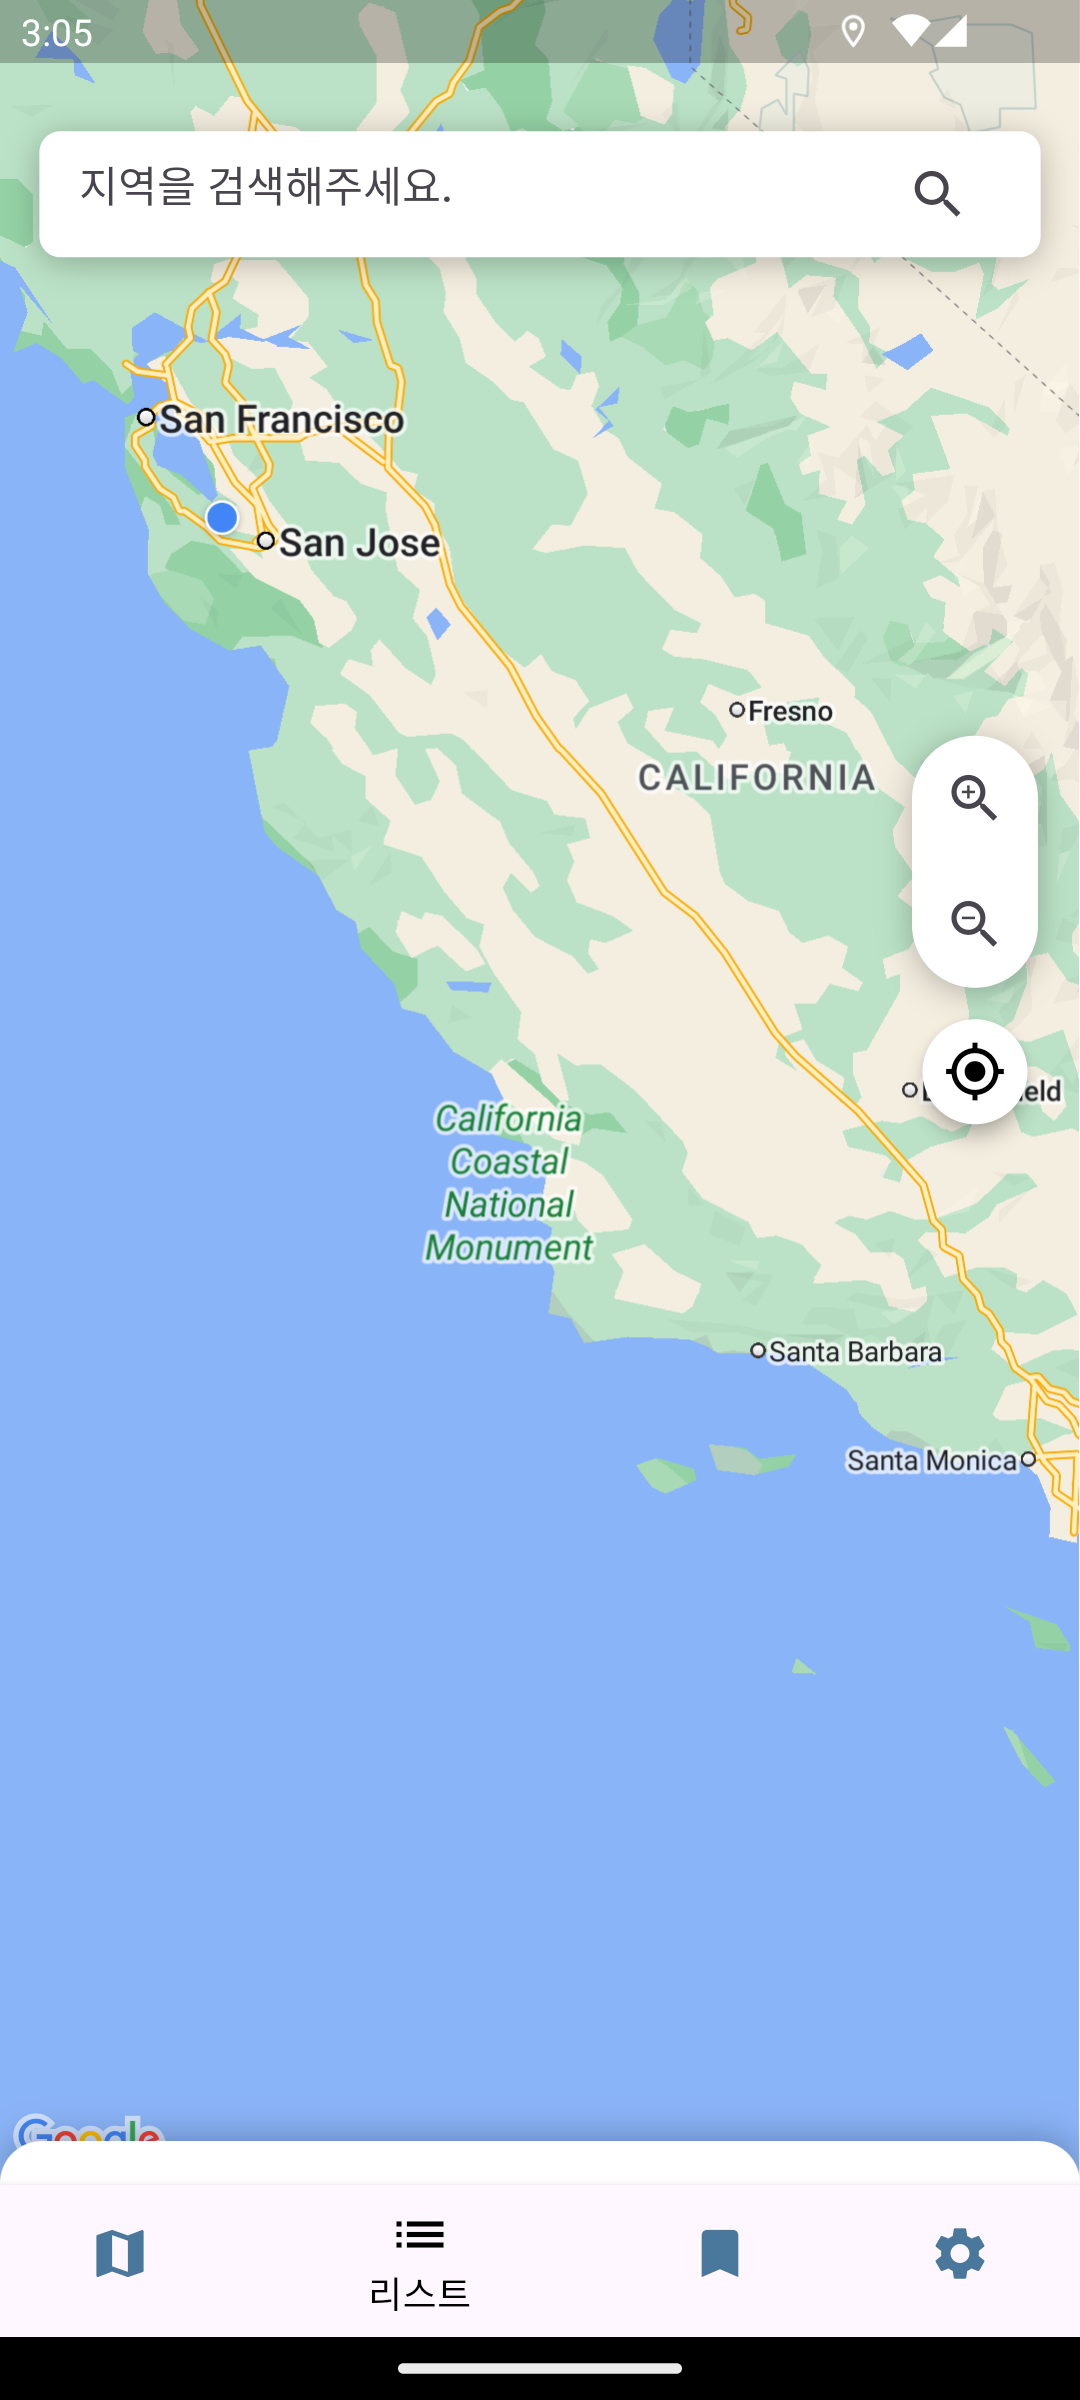 3:05
지역을 검색해주세요.
San Francisco
San Jose
Fresno
CALIFORNIA
California
Coastal
National
Monument
Santa Barbara
Santa Monica
Google
리스트